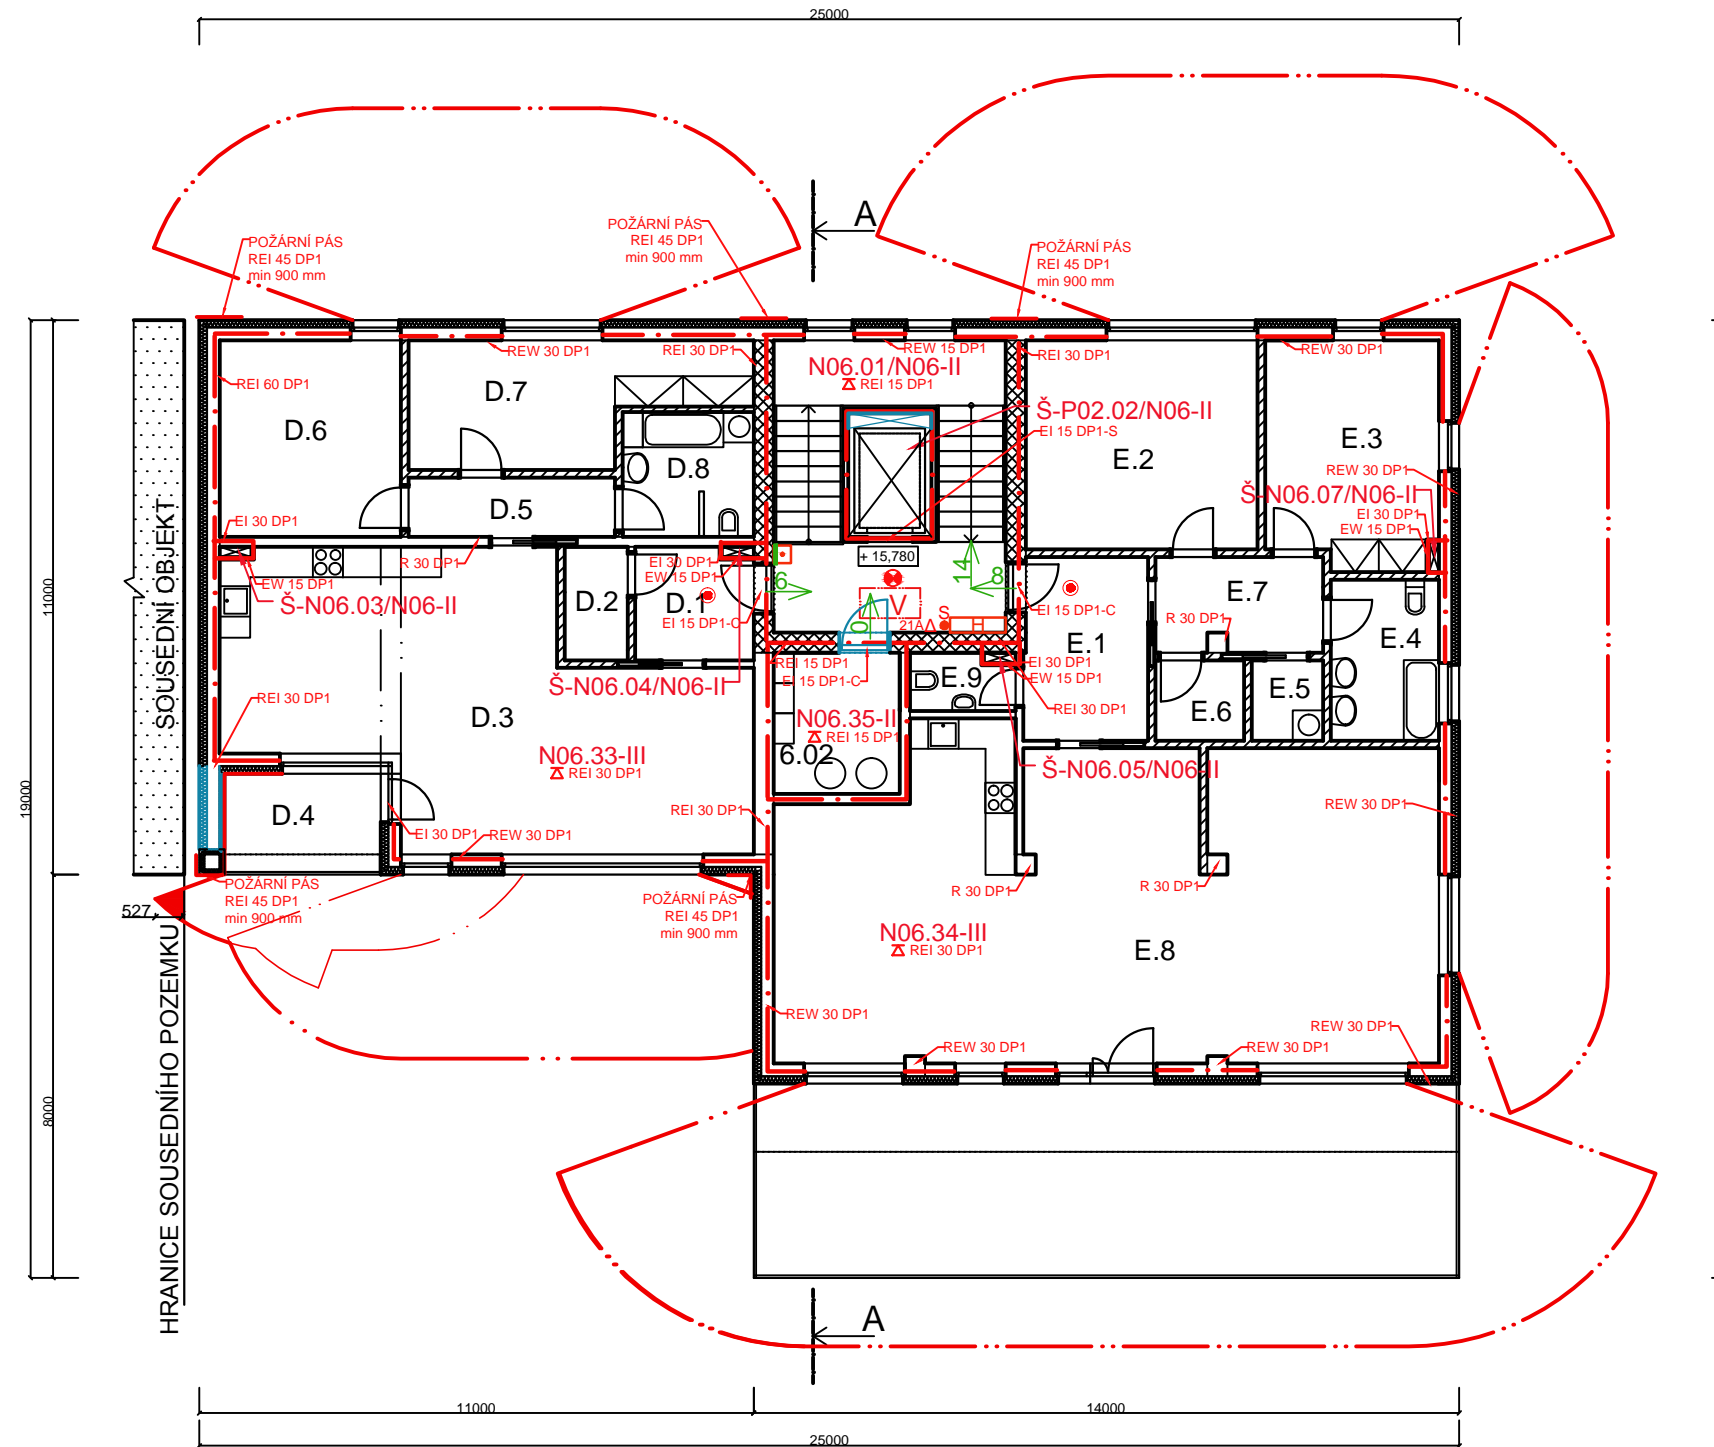 25000
A
POŽÁRNÍ PÁS
REI 45 DP1
min 900 mm
POŽÁRNÍ PÁS
REI 45 DP1
min 900 mm
POŽÁRNÍ PÁS
REI 45 DP1
min 900 mm
REW 30 DP1
REI 30 DP1
REW 15 DP1
REI 30 DP1
REW 30 DP1
N06.01/N06-II
REI 15 DP1
REI 60 DP1
D.7
D.6
Š-P02.02/N06-II
EI 15 DP1-S
E.2
E.3
D.8
REW 30 DP1
Š-N06.07/N06-II
EI 30 DP1
EW 15 DP1
D.5
EI 30 DP1
R 30 DP1
EW 15 DP1
Š-N06.03/N06-II
EI 30 DP1
EW 15 DP1
+ 15,780
D.2
D.1
EI 15 DP1-C
6
14
8
V
0
21A
S
H
EI 15 DP1-C
E.1
E.7
R 30 DP1
E.4
SOUSEDNÍ OBJEKT
REI 15 DP1
EI 15 DP1-C
E.9
EI 30 DP1
EW 15 DP1
REI 30 DP1
E.6
E.5
Š-N06.04/N06-II
REI 30 DP1
D.3
N06.33-III
REI 30 DP1
N06.35-II
REI 15 DP1
6.02
Š-N06.05/N06-II
D.4
EI 30 DP1
REW 30 DP1
REI 30 DP1
REW 30 DP1
R 30 DP1
R 30 DP1
POŽÁRNÍ PÁS
REI 45 DP1
min 900 mm
POŽÁRNÍ PÁS
REI 45 DP1
min 900 mm
527
N06.34-III
REI 30 DP1
E.8
REW 30 DP1
REW 30 DP1
REW 30 DP1
REW 30 DP1
HRANICE SOUSEDNÍHO POZEMKU
11000
19000
8000
A
11000
14000
25000